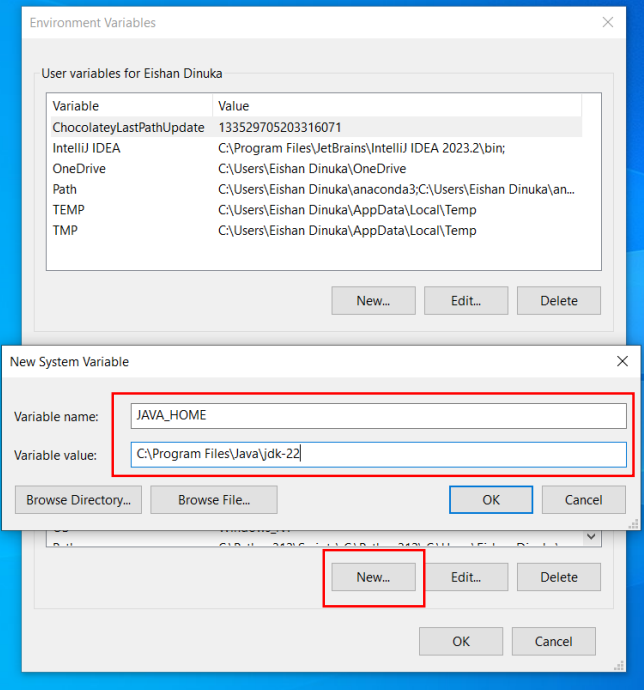 Environment Variables
User variables for Eishan Dinuka
Variable Value
ChocolateyLastPathUpdate 133529705203316071
IntelliJ IDEA C:\Program Files\JetBrains\IntelliJ IDEA 2023.2\bin;
OneDrive C:\Users\Eishan Dinuka\OneDrive
Path C:\Users\Eishan Dinuka\anaconda3;C:\Users\Eishan Dinuka\an...
TEMP C:\Users\Eishan Dinuka\AppData\Local\Temp
TMP C:\Users\Eishan Dinuka\AppData\Local\Temp
New... Edit... Delete
New System Variable
Variable name: JAVA_HOME
Variable value: C:\Program Files\Java\jdk-22
Browse Directory... Browse File... OK Cancel
New... Edit... Delete
OK Cancel